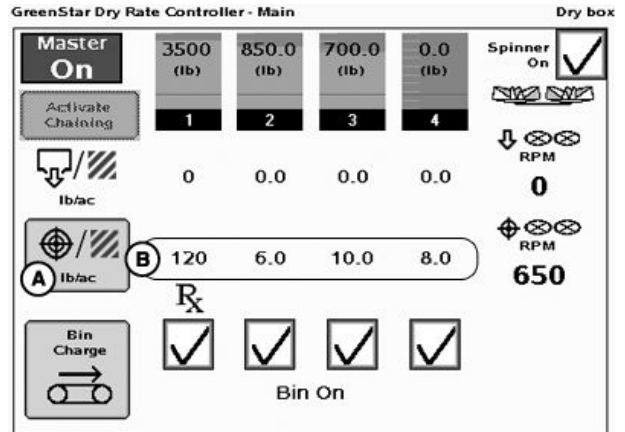 GreenStar Dry Rate Controller - Main
Dry box
Master
On
3500
(lb)
850.0
(lb)
700.0
(lb)
0.0
(lb)
Spinner
On
Activate
Chaining
1
2
3
4
lb/ac
0
0.0
0.0
0.0
RPM
0
A
lb/ac
B
120
6.0
10.0
8.0
RPM
650
Rx
Bin
Charge
Bin On